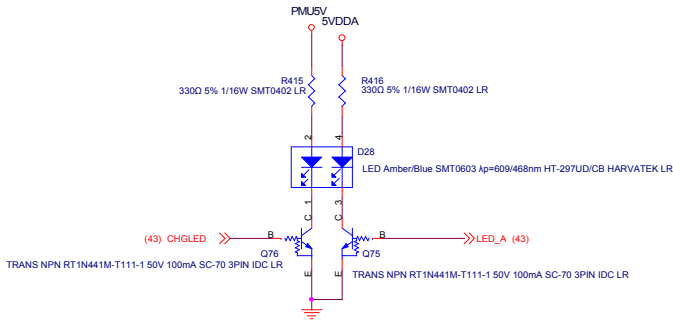 PMU5V
5VDDA
R415
330Ω 5% 1/16W SMT0402 LR
R416
330Ω 5% 1/16W SMT0402 LR
2
4
D28
LED Amber/Blue SMT0603 λp=609/468nm HT-297UD/CB HARVATEK LR
1
3
C
C
(43) CHGLED
B
B
LED_A (43)
Q76
Q75
TRANS NPN RT1N441M-T111-1 50V 100mA SC-70 3PIN IDC LR
E
E
TRANS NPN RT1N441M-T111-1 50V 100mA SC-70 3PIN IDC LR